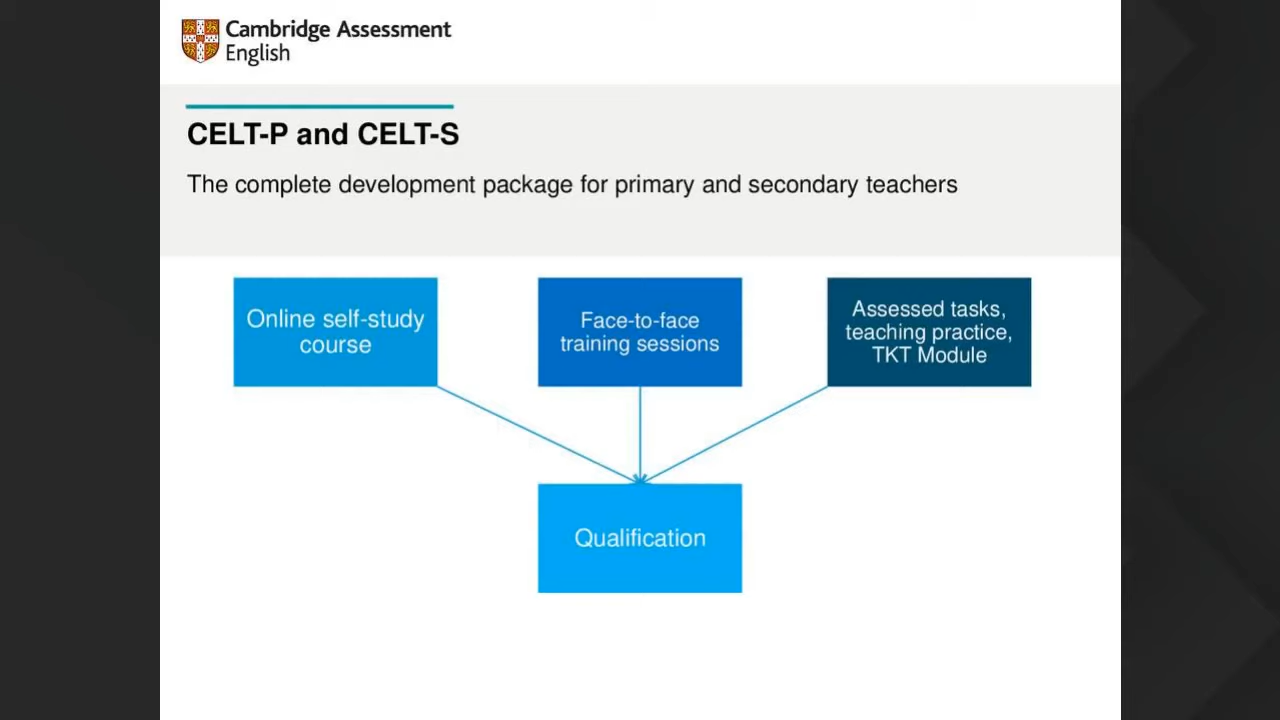 Cambridge Assessment
English
CELT-P and CELT-S
The complete development package for primary and secondary teachers
Online self-study
course
Face-to-face
training sessions
Assessed tasks,
teaching practice,
TKT Module
Qualification